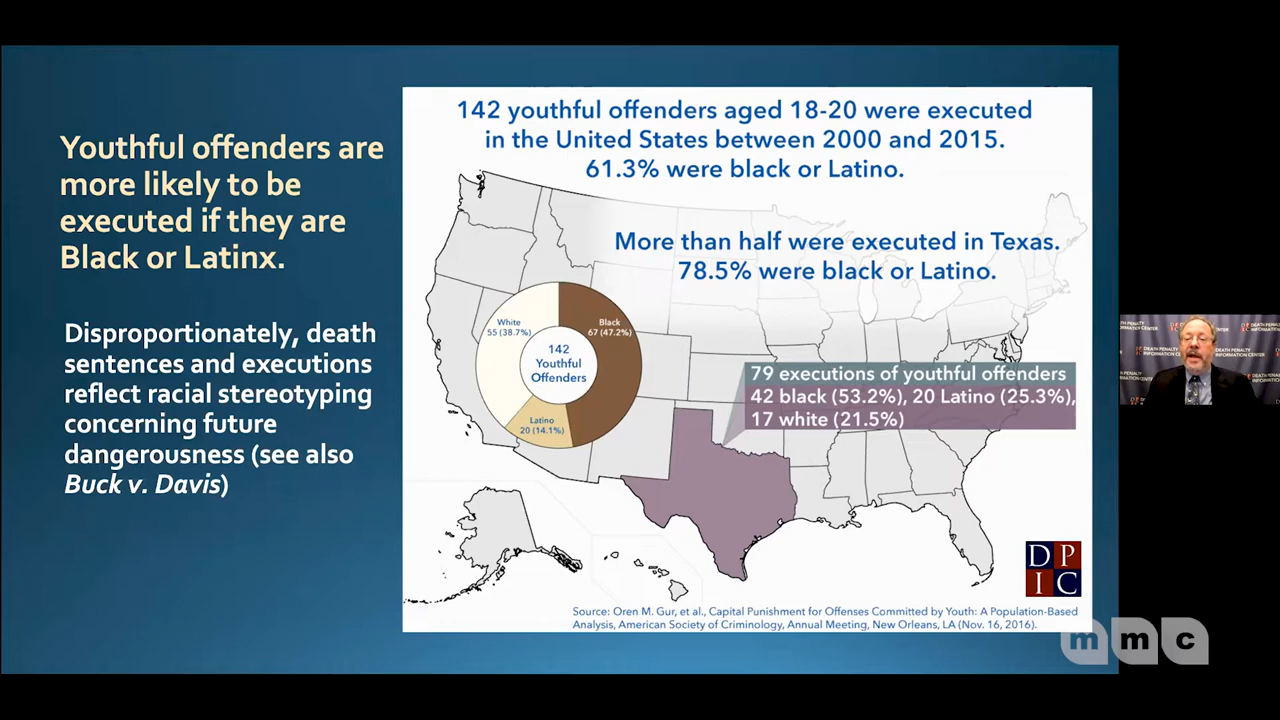 Youthful offenders are
more likely to be
executed if they are
Black or Latinx.
Disproportionately, death
sentences and executions
reflect racial stereotyping
concerning future
dangerousness (see also
Buck v. Davis)
142 youthful offenders aged 18-20 were executed
in the United States between 2000 and 2015.
61.3% were black or Latino.
More than half were executed in Texas.
78.5% were black or Latino.
White
55 (38.7%)
Black
67 (47.2%)
142
Youthful
Offenders
Latino
20 (14.1%)
79 executions of youthful offenders
42 black (53.2%), 20 Latino (25.3%),
17 white (21.5%)
D P
I C
Source: Oren M. Gur, et al., Capital Punishment for Offenses Committed by Youth: A Population-Based
Analysis, American Society of Criminology, Annual Meeting, New Orleans, LA (Nov. 16, 2016).
mmc
DEATH PENALTY
INFORMATION CENTER